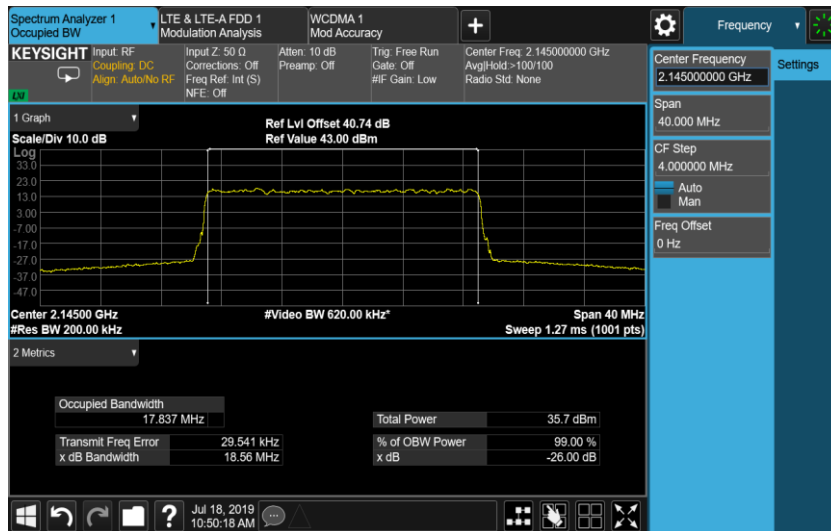 Spectrum Analyzer 1
Occupied BW
LTE & LTE-A FDD 1
Modulation Analysis
WCDMA 1
Mod Accuracy
+
Frequency
KEYSIGHT
Input: RF
Coupling: DC
Align: Auto/No RF
Input Z: 50 Ω
Corrections: Off
Freq Ref: Int (S)
NFE: Off
Atten: 10 dB
Preamp: Off
Trig: Free Run
Gate: Off
#IF Gain: Low
Center Freq: 2.145000000 GHz
Avg|Hold:>100/100
Radio Std: None
LXI
Center Frequency
2.145000000 GHz
Settings
Span
40.000 MHz
CF Step
4.000000 MHz
Auto
Man
Freq Offset
0 Hz
1 Graph
Scale/Div 10.0 dB
Ref Lvl Offset 40.74 dB
Ref Value 43.00 dBm
Log
33.0
23.0
13.0
3.00
-7.00
-17.0
-27.0
-37.0
-47.0
Center 2.14500 GHz
#Video BW 620.00 kHz*
Span 40 MHz
#Res BW 200.00 kHz
Sweep 1.27 ms (1001 pts)
2 Metrics
Occupied Bandwidth
17.837 MHz
Total Power 35.7 dBm
Transmit Freq Error 29.541 kHz
% of OBW Power 99.00 %
x dB Bandwidth 18.56 MHz
x dB -26.00 dB
?
Jul 18, 2019
10:50:18 AM